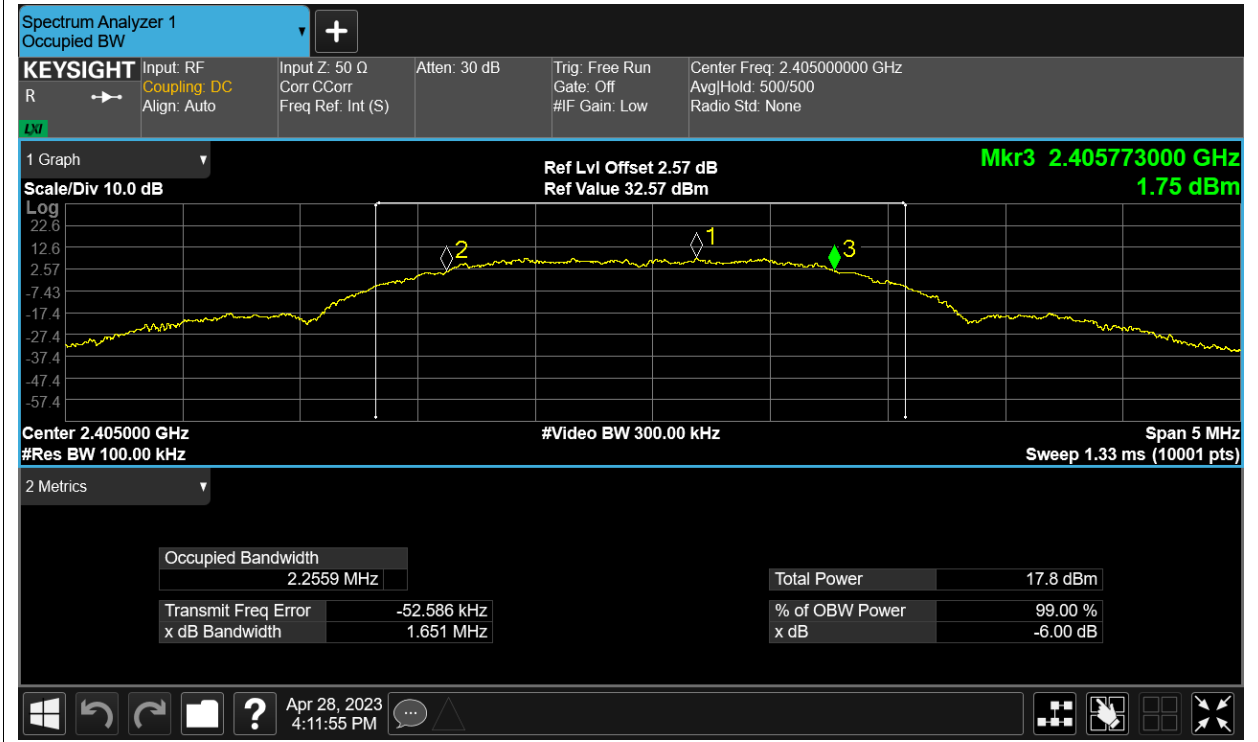 Spectrum Analyzer 1
Occupied BW
KEYSIGHT
R
LXI
Input: RF
Coupling: DC
Align: Auto
Input Z: 50 Ω
Corr CCorr
Freq Ref: Int (S)
Atten: 30 dB
Trig: Free Run
Gate: Off
#IF Gain: Low
Center Freq: 2.405000000 GHz
Avg|Hold: 500/500
Radio Std: None
1 Graph
Scale/Div 10.0 dB
Ref Lvl Offset 2.57 dB
Ref Value 32.57 dBm
Mkr3 2.405773000 GHz
1.75 dBm
Log
22.6
12.6
2.57
-7.43
-17.4
-27.4
-37.4
-47.4
-57.4
2
1
3
Center 2.405000 GHz
#Res BW 100.00 kHz
#Video BW 300.00 kHz
Span 5 MHz
Sweep 1.33 ms (10001 pts)
2 Metrics
Occupied Bandwidth
2.2559 MHz
Transmit Freq Error -52.586 kHz
x dB Bandwidth 1.651 MHz
Total Power 17.8 dBm
% of OBW Power 99.00 %
x dB -6.00 dB
?
Apr 28, 2023
4:11:55 PM